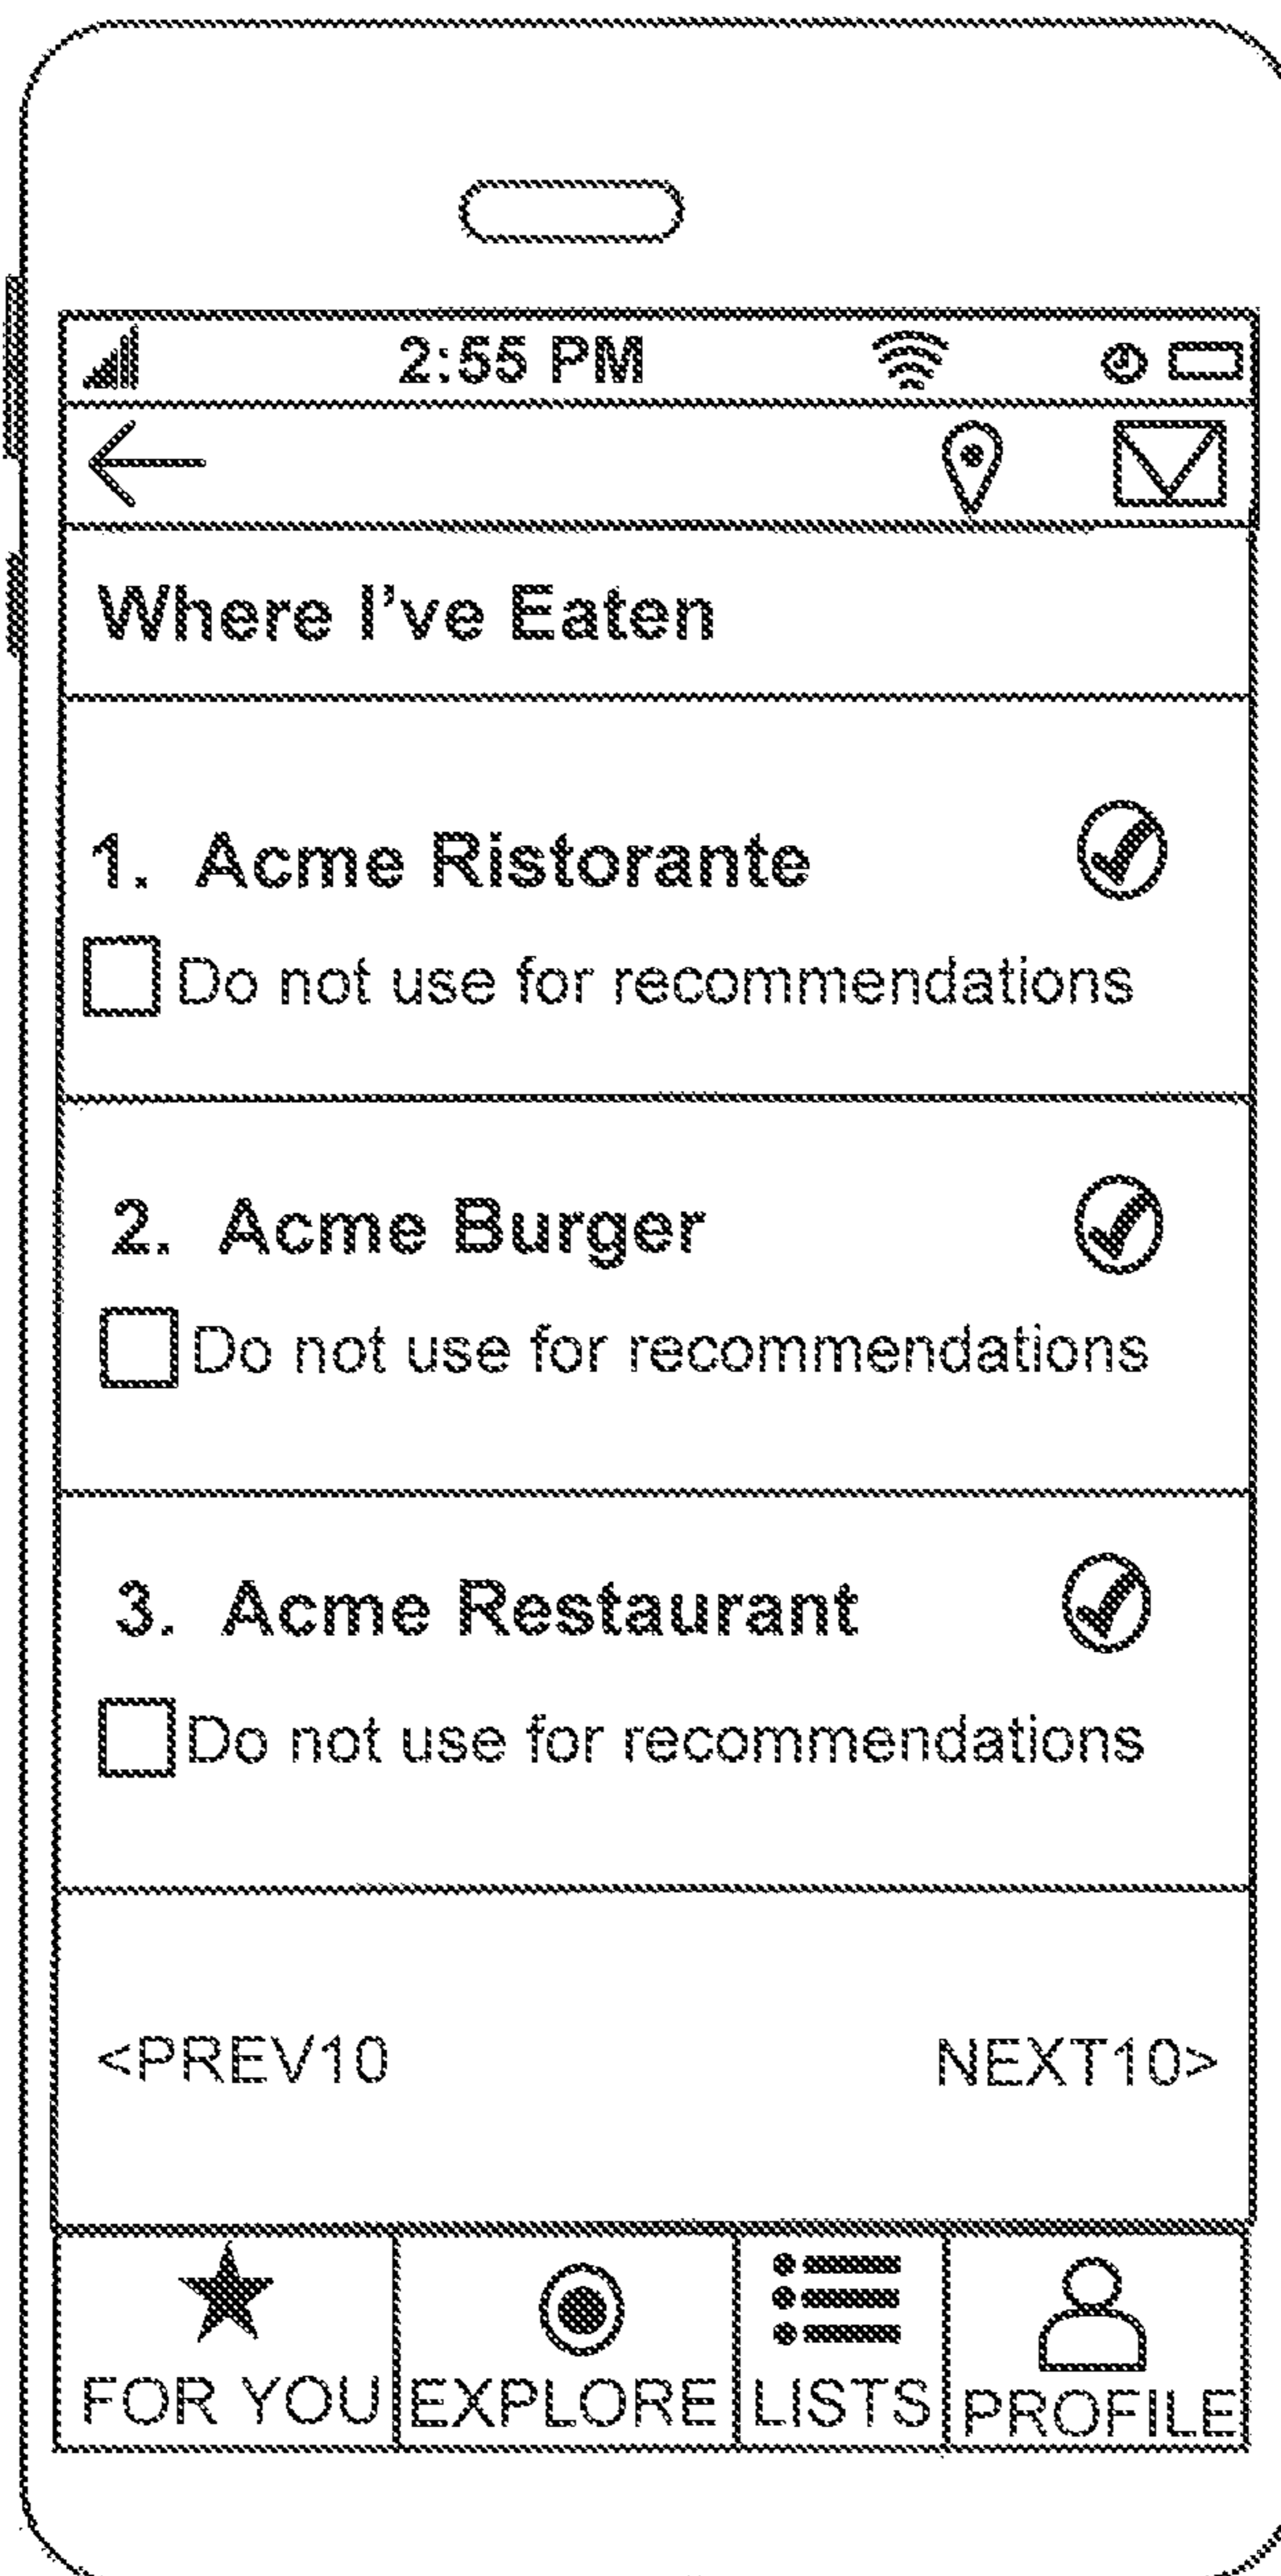 2:55 PM
Where I've Eaten
1. Acme Ristorante
Do not use for recommendations
2. Acme Burger
Do not use for recommendations
3. Acme Restaurant
Do not use for recommendations
<PREV10 NEXT10>
FOR YOU EXPLORE LISTS PROFILE